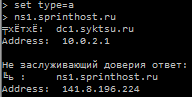 > set type=a
> ns1.sprinthost.ru
╤хЁтхЁ:  dc1.syktsu.ru
Address:  10.0.2.1
Не заслуживающий доверия ответ:
:    ns1.sprinthost.ru
Address:  141.8.196.224
>